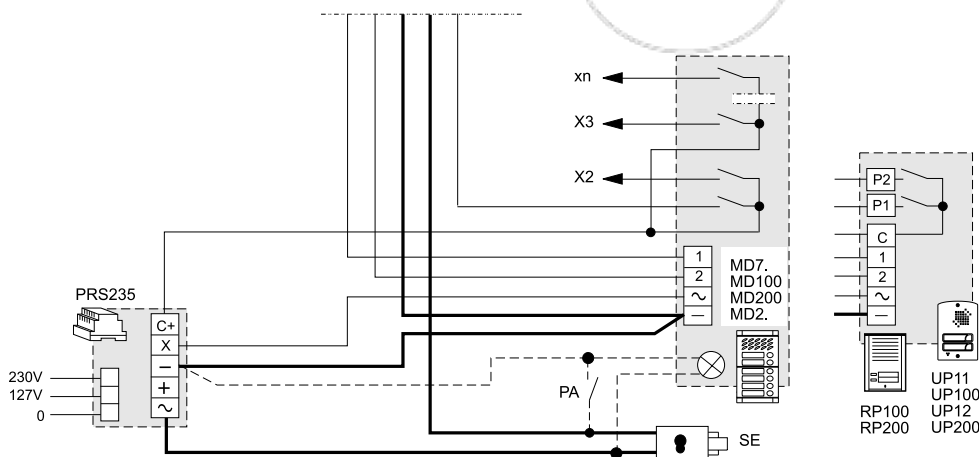 xn
X3
X2
P2
P1
C
1
2
~
—
1
2
~
—
MD7.
MD100
MD200
MD2.
PRS235
C+
X
—
+
~
230V
127V
0
PA
SE
RP100
RP200
UP11
UP100
UP12
UP200